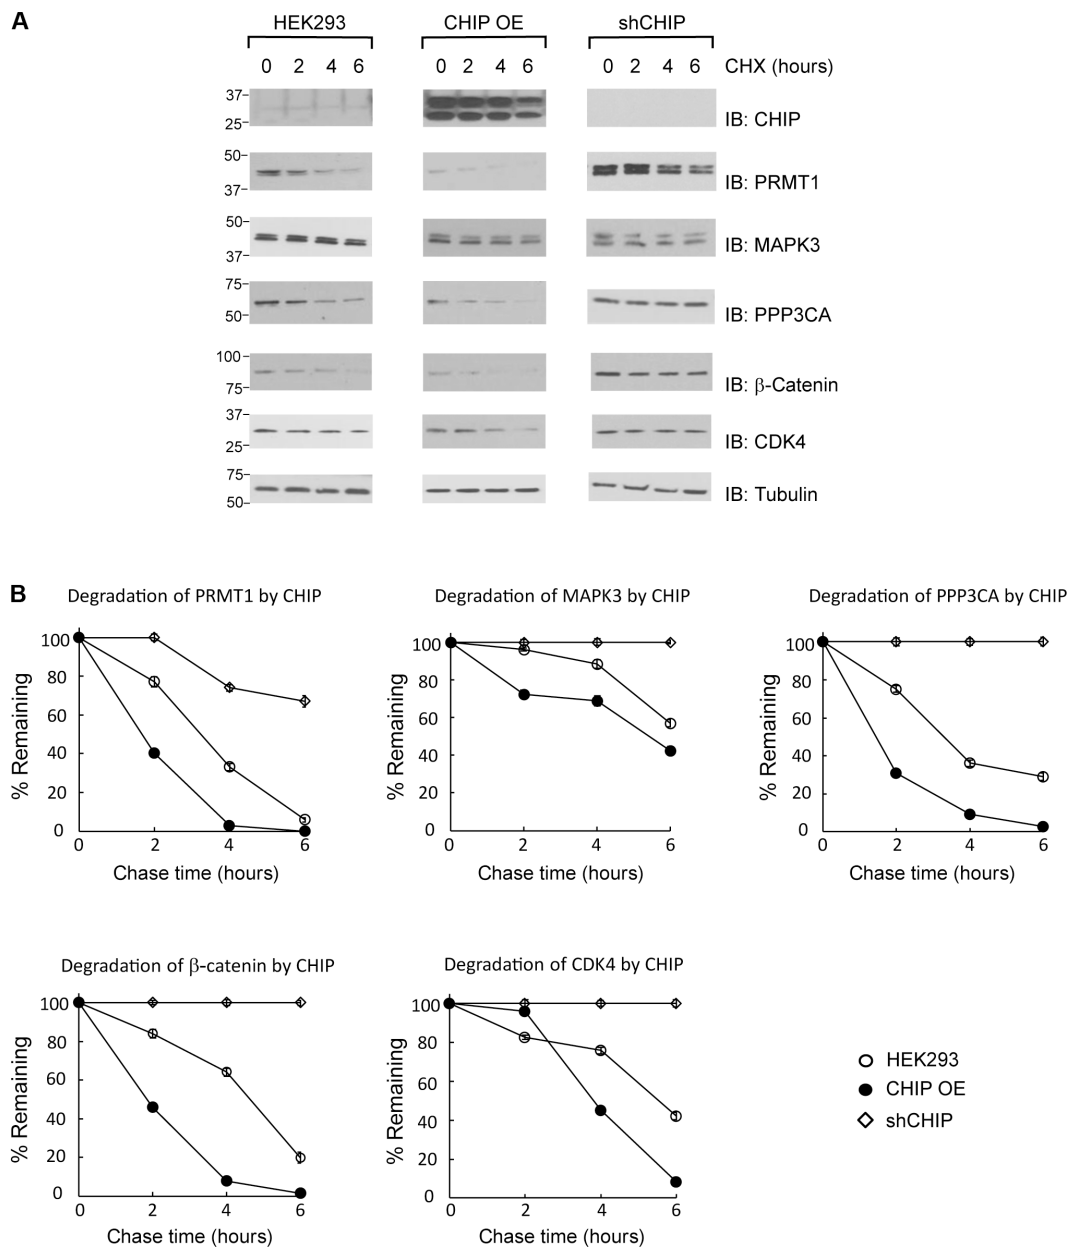 A
HEK293 CHIP OE shCHIP
0 2 4 6 0 2 4 6 0 2 4 6 CHX (hours)
37
25
IB: CHIP
50
37
IB: PRMT1
50
37
IB: MAPK3
75
50
IB: PPP3CA
100
75
IB: β-Catenin
37
25
IB: CDK4
75
50
IB: Tubulin
B
Degradation of PRMT1 by CHIP
% Remaining
100
80
60
40
20
0
0 2 4 6
Chase time (hours)
Degradation of MAPK3 by CHIP
% Remaining
100
80
60
40
20
0
0 2 4 6
Chase time (hours)
Degradation of PPP3CA by CHIP
% Remaining
100
80
60
40
20
0
0 2 4 6
Chase time (hours)
Degradation of β-catenin by CHIP
% Remaining
100
80
60
40
20
0
0 2 4 6
Chase time (hours)
Degradation of CDK4 by CHIP
% Remaining
100
80
60
40
20
0
0 2 4 6
Chase time (hours)
HEK293
CHIP OE
shCHIP